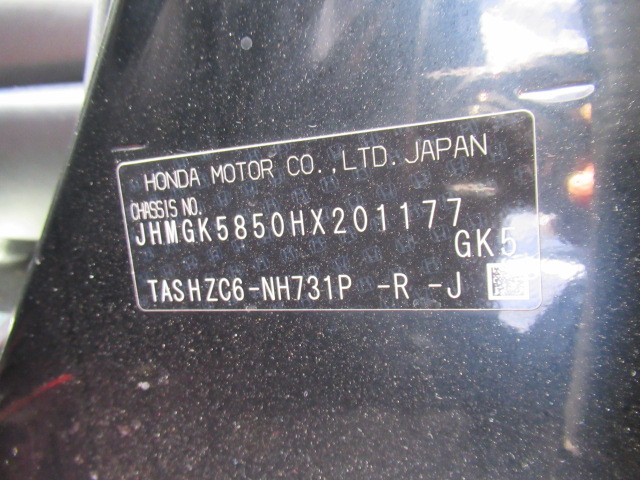 HONDA MOTOR CO.,LTD.JAPAN
CHASSIS NO.
JHMGK5850HX201177
GK5
TASHZC6-NH731P -R -J